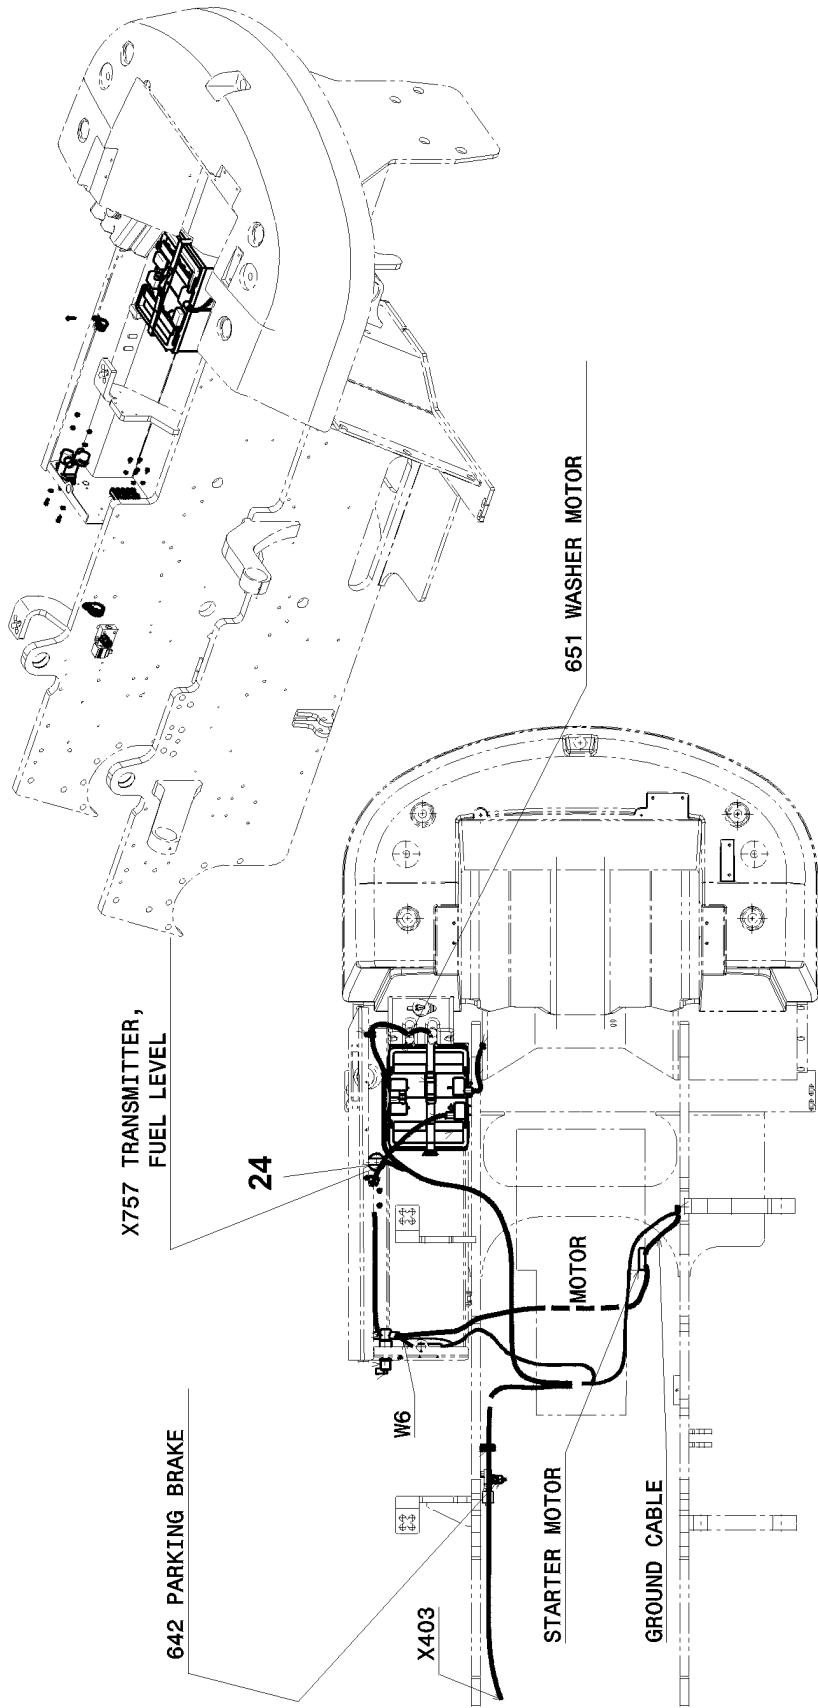 651 WASHER MOTOR
X757 TRANSMITTER,
FUEL LEVEL
24
MOTOR
W6
642 PARKING BRAKE
X403
STARTER MOTOR
GROUND CABLE